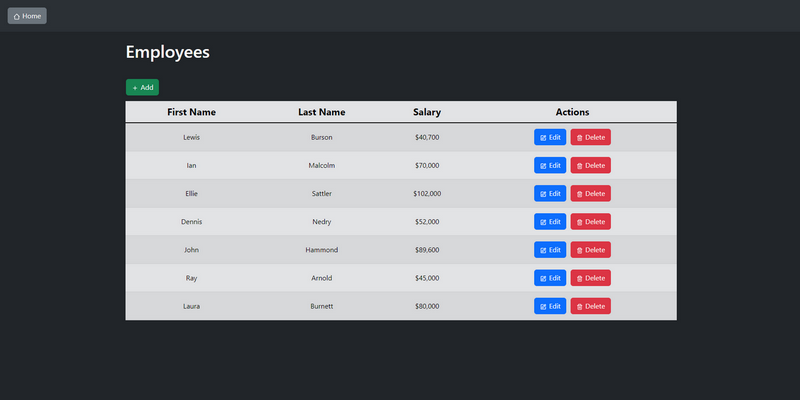 Home
Employees
+ Add
First Name Last Name Salary Actions
Lewis Burson $40,700 Edit Delete
Ian Malcolm $70,000 Edit Delete
Ellie Sattler $102,000 Edit Delete
Dennis Nedry $52,000 Edit Delete
John Hammond $89,600 Edit Delete
Ray Arnold $45,000 Edit Delete
Laura Burnett $80,000 Edit Delete